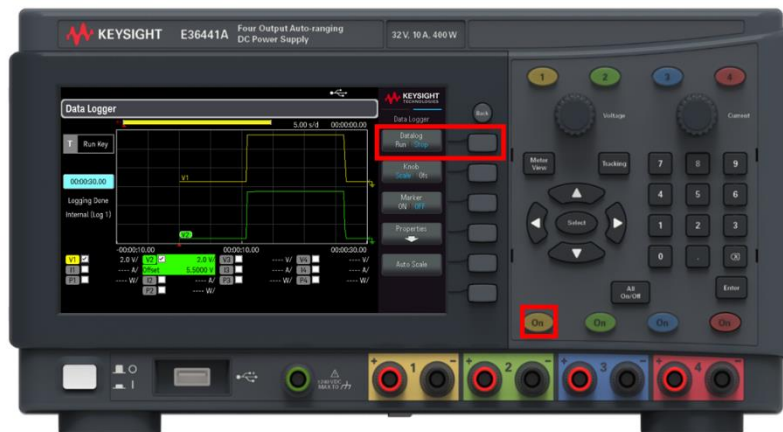 KEYSIGHT E36441A Four Output Auto-ranging
DC Power Supply
32 V, 10 A, 400 W
Data Logger
KEYSIGHT
TECHNOLOGIES
Data Logger
Back
5.00 s/d 00:00:00.00
T Run Key
00:00:30.00
Logging Done
Internal (Log 1)
V1
V2
-00:00:10.00 00:00:10.00 00:00:30.00
V1 2.0 V/ V2 2.0 V/ V3 ---- V/ V4 ---- V/
I1 ---- A/ Offset 5.5000 V I3 ---- A/ I4 ---- A/
P1 ---- W/ I2 ---- A/ P3 ---- W/ P4 ---- W/
P2 ---- W/
Datalog
Run Stop
Knob
Scale Oft
Marker
ON OFF
Properties
Auto Scale
1 2 3 4
Voltage Current
Meter
View
Tracking
7 8 9
4 5 6
Select
1 2 3
0 .
All
On/Off
Enter
On On On On
+ 1 - + 2 - + 3 - + 4 -